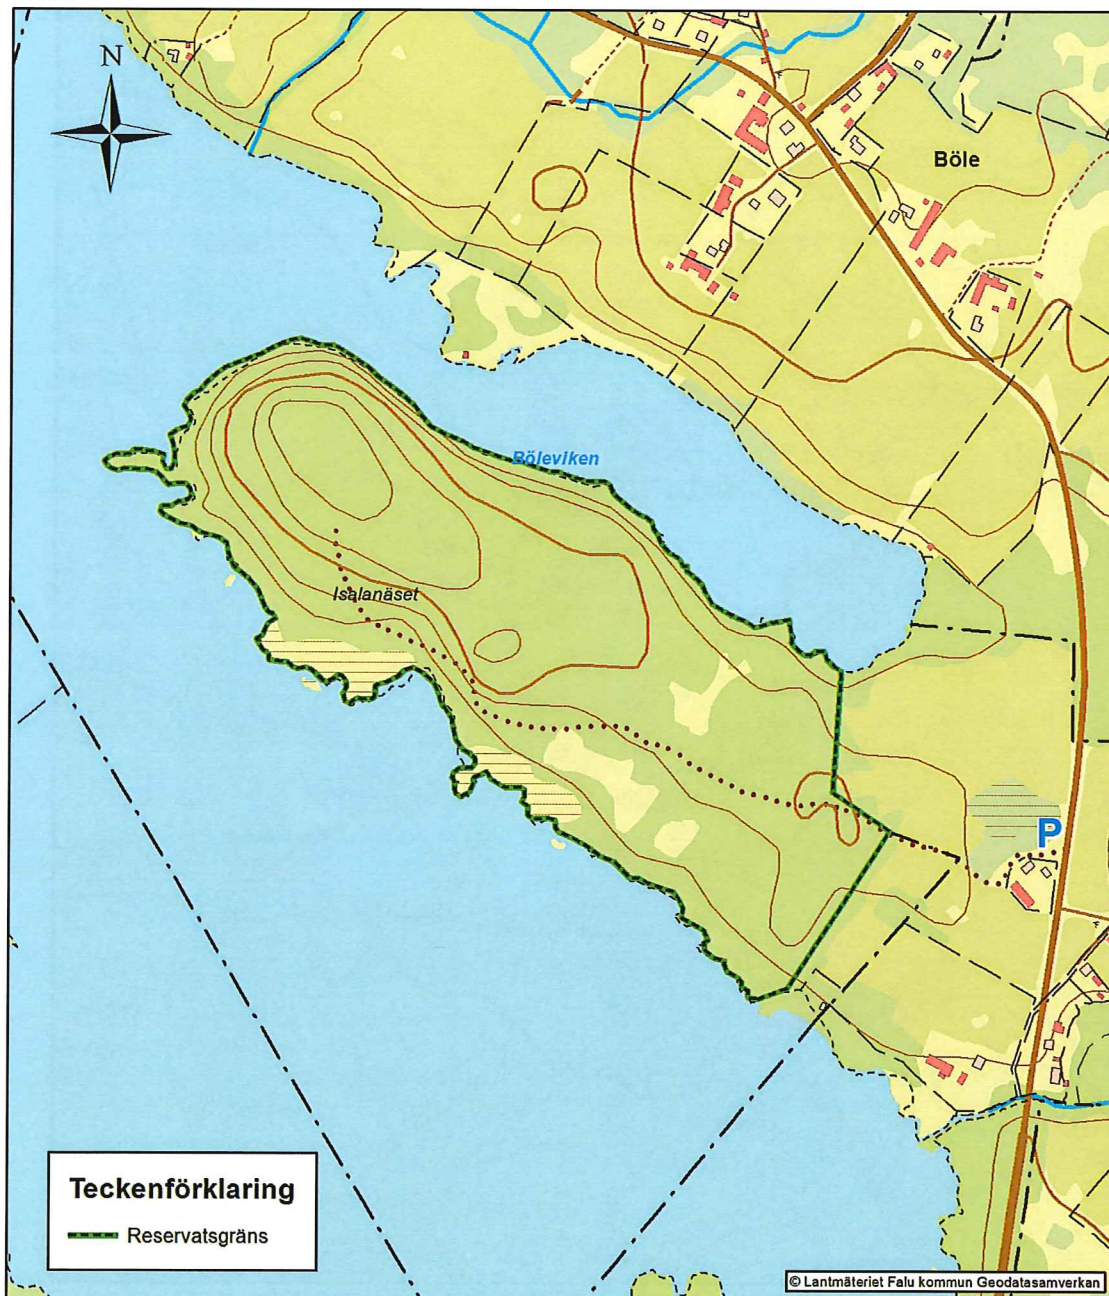 N
Böle
Böleviken
Isalanäset
P
Teckenförklaring
Reservatsgräns
© Lantmäteriet Falu kommun Geodatasamverkan